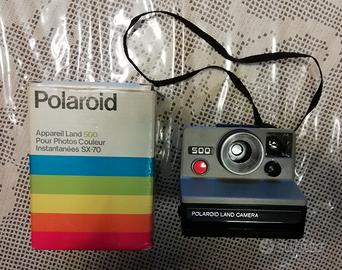 Polaroid
Appareil Land 500
Pour Photos Couleur
Instantanées SX-70
500
POLAROID LAND CAMERA